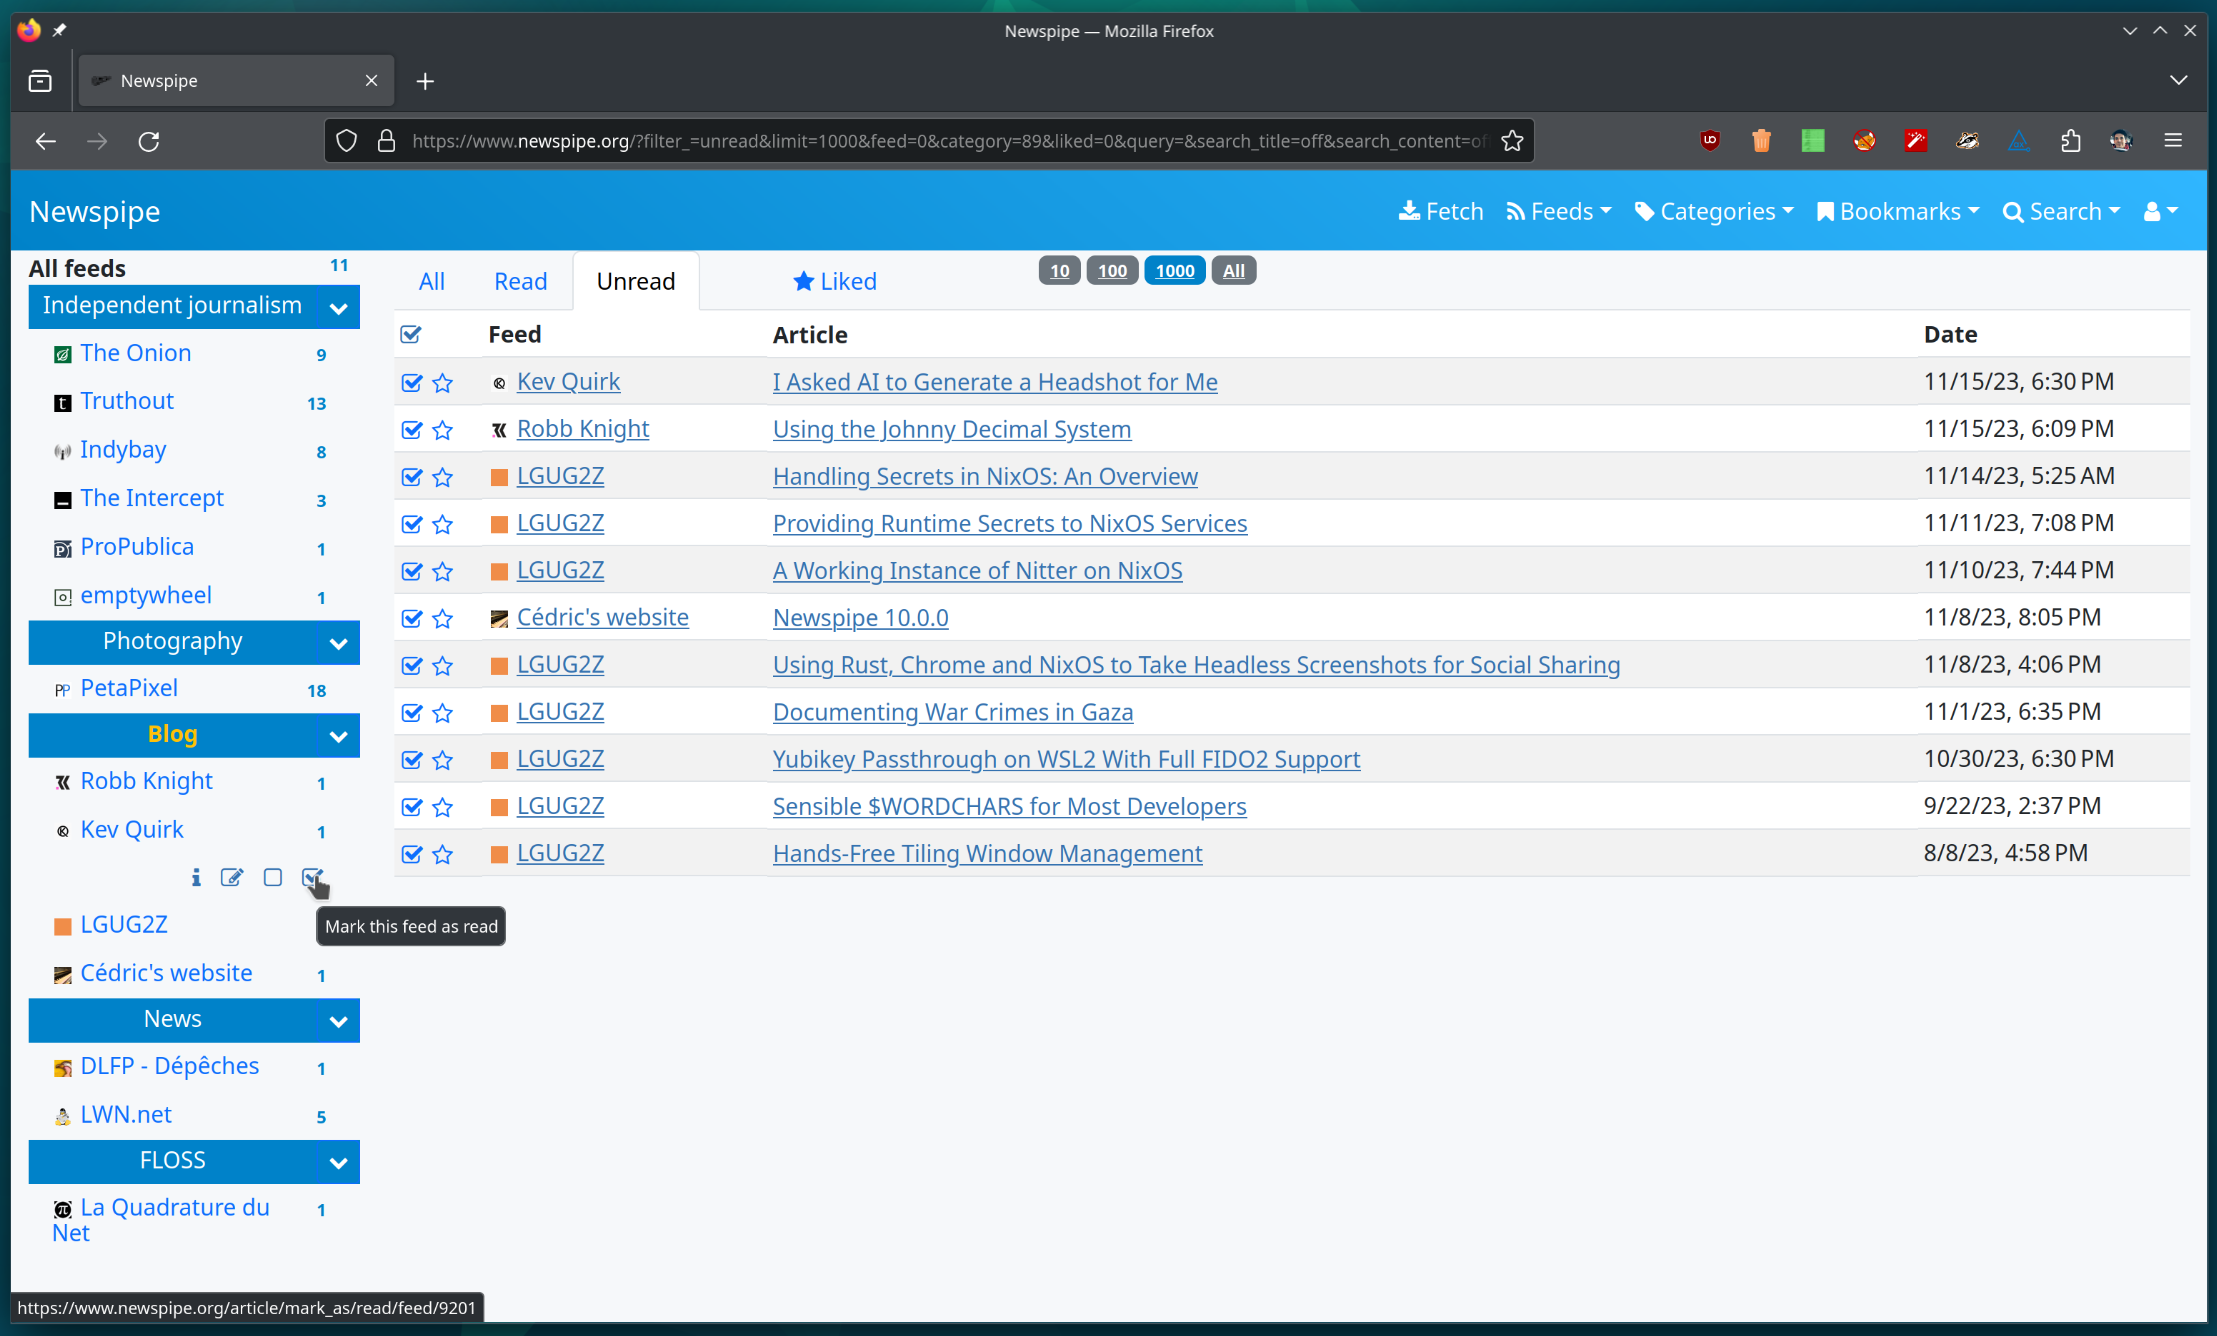 Newspipe — Mozilla Firefox
Newspipe
https://www.newspipe.org/?filter_=unread&limit=1000&feed=0&category=89&liked=0&query=&search_title=off&search_content=of
Newspipe
Fetch Feeds Categories Bookmarks Search
All feeds 11
Independent journalism
The Onion 9
Truthout 13
Indybay 8
The Intercept 3
ProPublica 1
emptywheel 1
Photography
PetaPixel 18
Blog
Robb Knight 1
Kev Quirk 1
LGUG2Z
Mark this feed as read
Cédric's website 1
News
DLFP - Dépêches 1
LWN.net 5
FLOSS
La Quadrature du 1
Net
All Read Unread Liked 10 100 1000 All
Feed Article Date
Kev Quirk I Asked AI to Generate a Headshot for Me 11/15/23, 6:30 PM
Robb Knight Using the Johnny Decimal System 11/15/23, 6:09 PM
LGUG2Z Handling Secrets in NixOS: An Overview 11/14/23, 5:25 AM
LGUG2Z Providing Runtime Secrets to NixOS Services 11/11/23, 7:08 PM
LGUG2Z A Working Instance of Nitter on NixOS 11/10/23, 7:44 PM
Cédric's website Newspipe 10.0.0 11/8/23, 8:05 PM
LGUG2Z Using Rust, Chrome and NixOS to Take Headless Screenshots for Social Sharing 11/8/23, 4:06 PM
LGUG2Z Documenting War Crimes in Gaza 11/1/23, 6:35 PM
LGUG2Z Yubikey Passthrough on WSL2 With Full FIDO2 Support 10/30/23, 6:30 PM
LGUG2Z Sensible $WORDCHARS for Most Developers 9/22/23, 2:37 PM
LGUG2Z Hands-Free Tiling Window Management 8/8/23, 4:58 PM
https://www.newspipe.org/article/mark_as/read/feed/9201